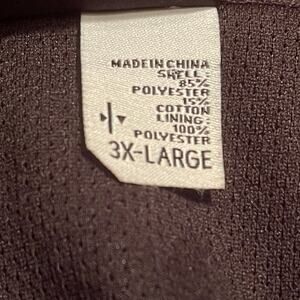 MADE IN CHINA
SHELL:
85%
POLYESTER
15%
COTTON
LINING:
100%
POLYESTER
3X-LARGE